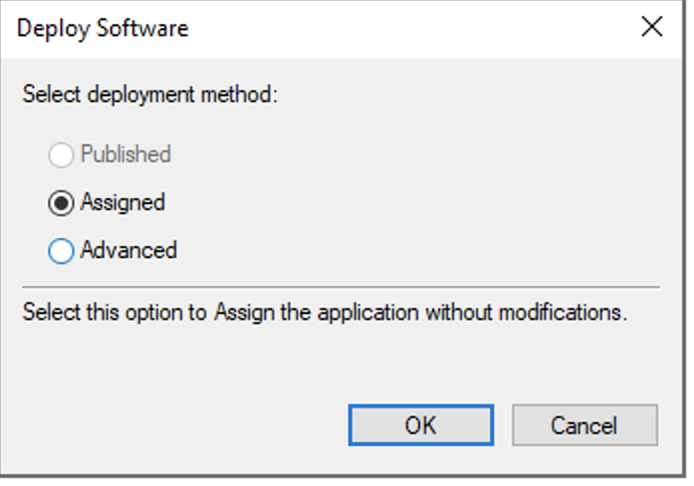 Deploy Software
Select deployment method:
Published
Assigned
Advanced
Select this option to Assign the application without modifications.
OK
Cancel